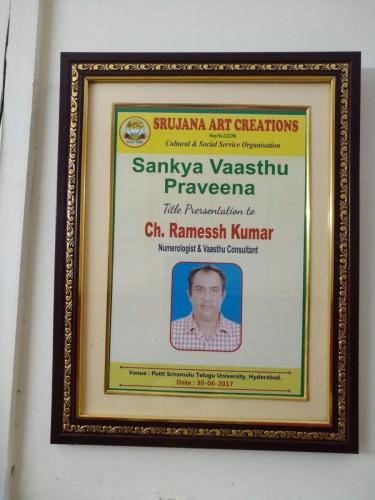 SRUJANA ART CREATIONS
Cultural & Social Service Organisation
Sankya Vaasthu
Praveena
Title Prersentation to
Ch. Ramessh Kumar
Numerologist & Vaasthu Consultant
Venue : Potti Sriramulu Telugu University, Hyderabad.
Date : 30-06-2017